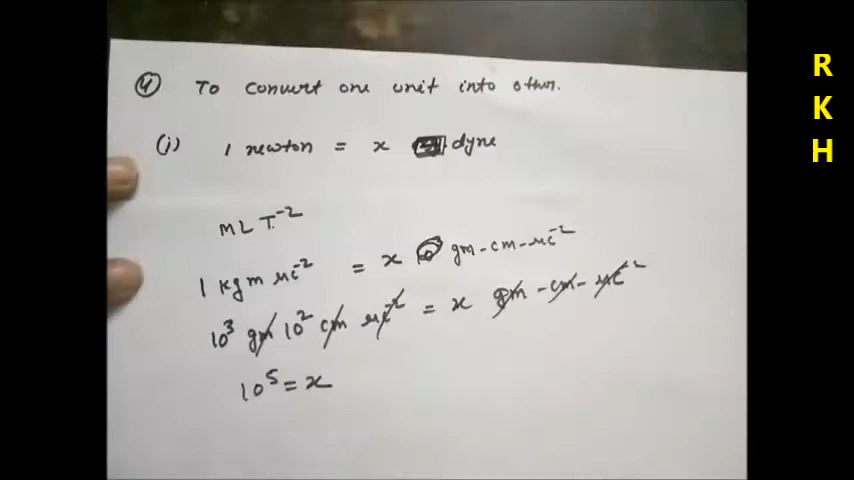 4 To convert one unit into other.
(i) 1 newton = x dyne
MLT⁻²
1 kg m sec⁻² = x gm-cm-sec⁻²
10³ gm 10² cm sec⁻² = x gm-cm-sec⁻²
10⁵ = x
R
K
H